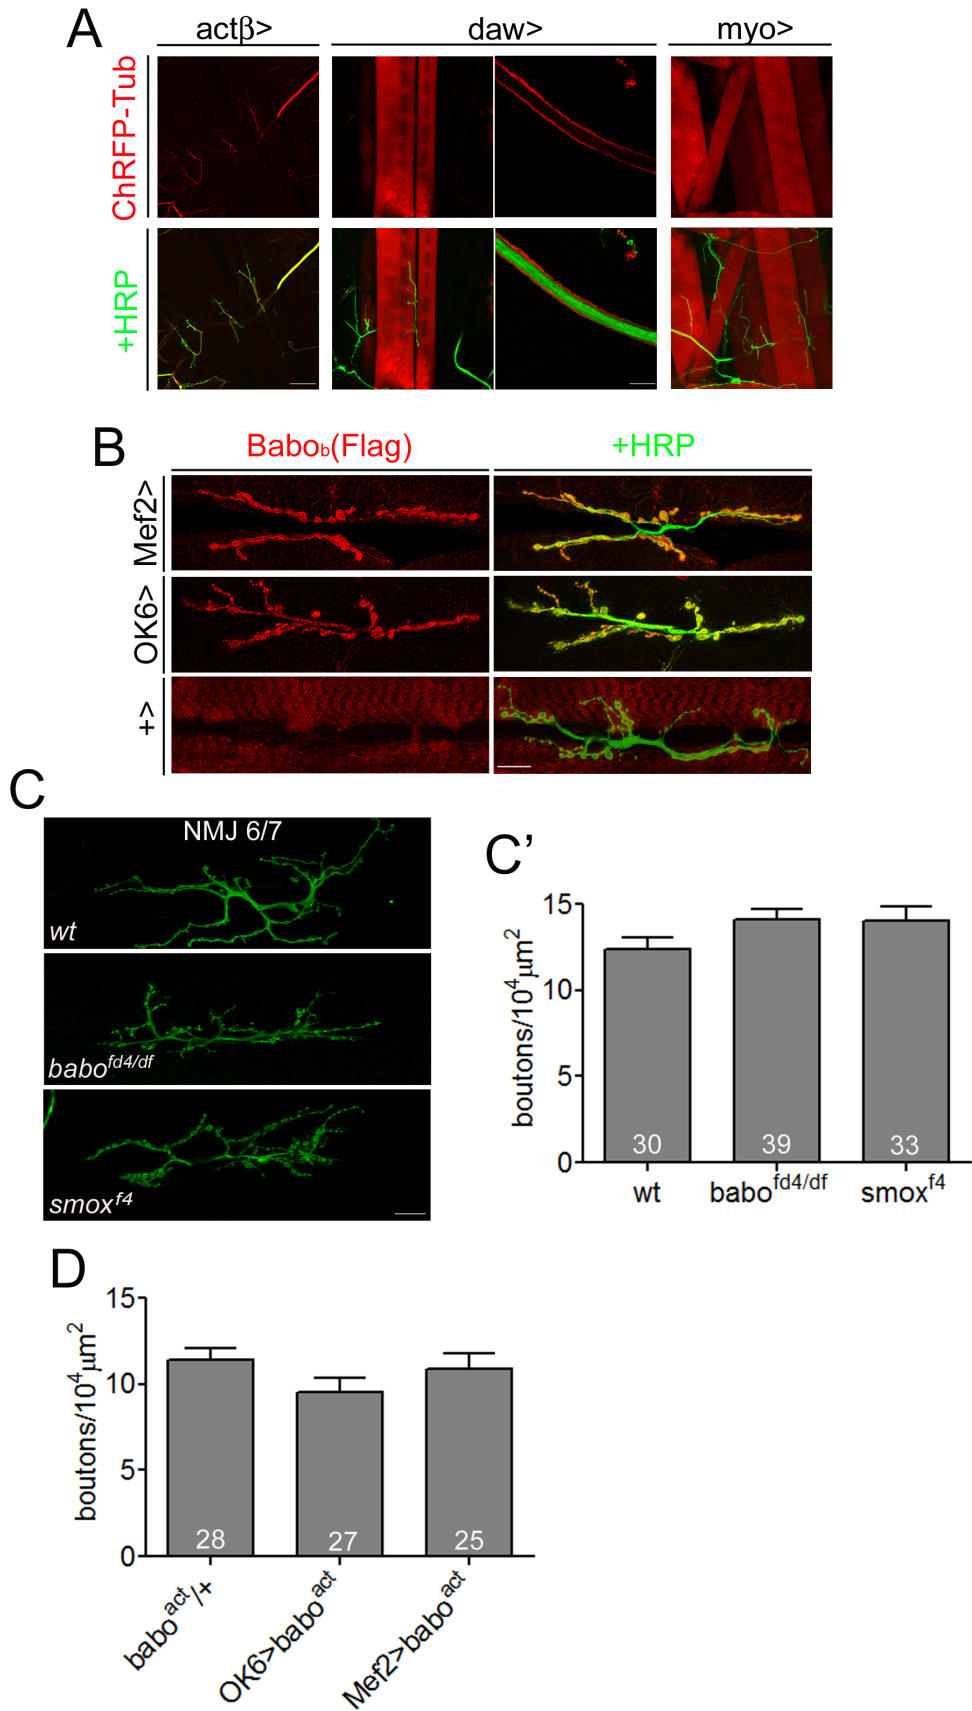 A
actβ>
daw>
myo>
ChRFP-Tub
+HRP
B
Babob(Flag)
+HRP
Mef2>
OK6>
+>
C
NMJ 6/7
wt
babofd4/df
smoxf4
C'
boutons/10⁴µm²
15
10
5
0
30
39
33
wt
babofd4/df
smoxf4
D
boutons/10⁴µm²
15
10
5
0
28
27
25
baboact/+
OK6>baboact
Mef2>baboact